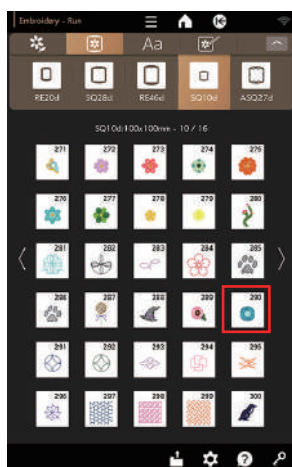 Embroidery - Run
Aa
RE20d SQ28d RE46d SQ10d ASQ27d
SQ10d:100x100mm - 10 / 16
271 272 273 274 275
276 277 278 279 280
281 282 283 284 285
286 287 288 289 290
291 292 293 294 295
296 297 298 299 300
?